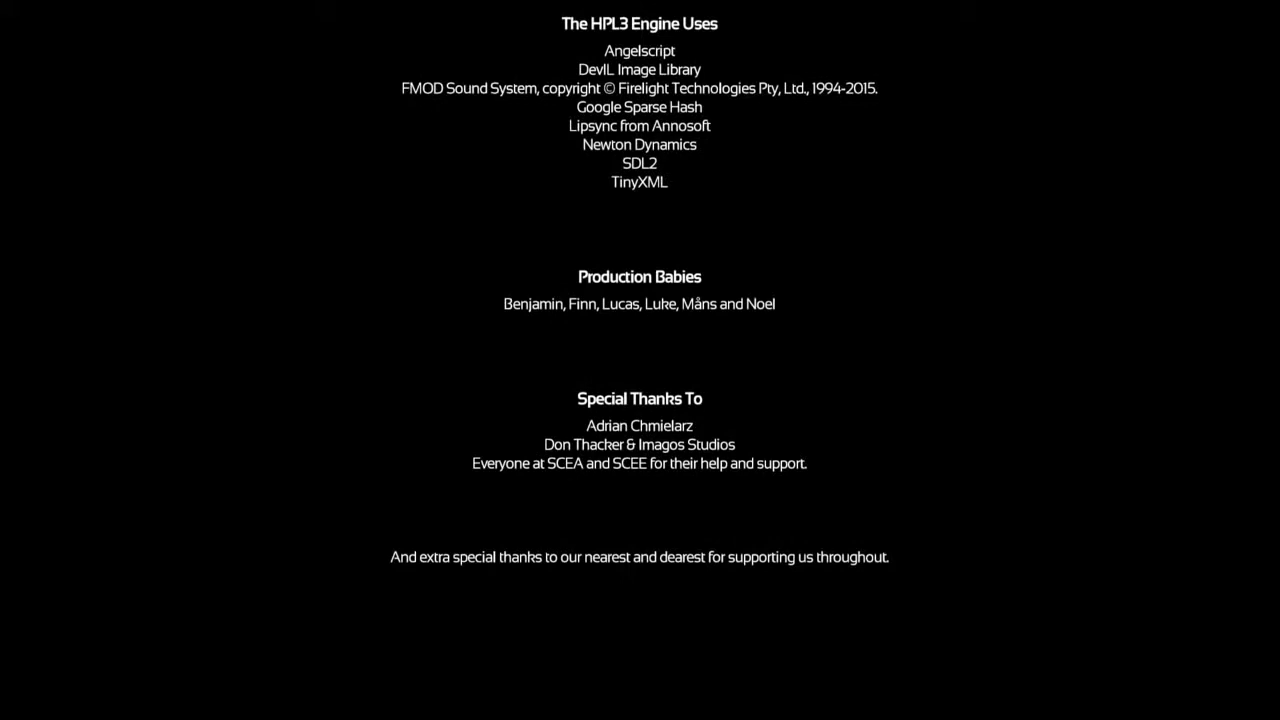 The HPL3 Engine Uses
Angelscript
DevIL Image Library
FMOD Sound System, copyright © Firelight Technologies Pty, Ltd., 1994-2015.
Google Sparse Hash
Lipsync from Annosoft
Newton Dynamics
SDL2
TinyXML
Production Babies
Benjamin, Finn, Lucas, Luke, Måns and Noel
Special Thanks To
Adrian Chmielarz
Don Thacker & Imagos Studios
Everyone at SCEA and SCEE for their help and support.
And extra special thanks to our nearest and dearest for supporting us throughout.